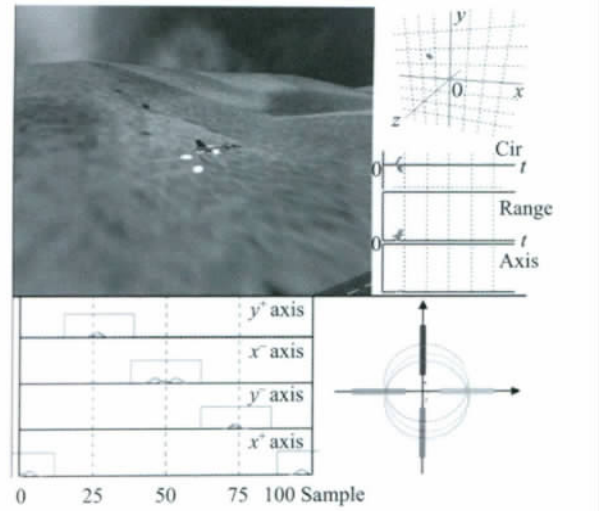 y
0
x
z
Cir
0
t
Range
0
t
Axis
y⁺ axis
x⁻ axis
y⁻ axis
x⁺ axis
0 25 50 75 100 Sample